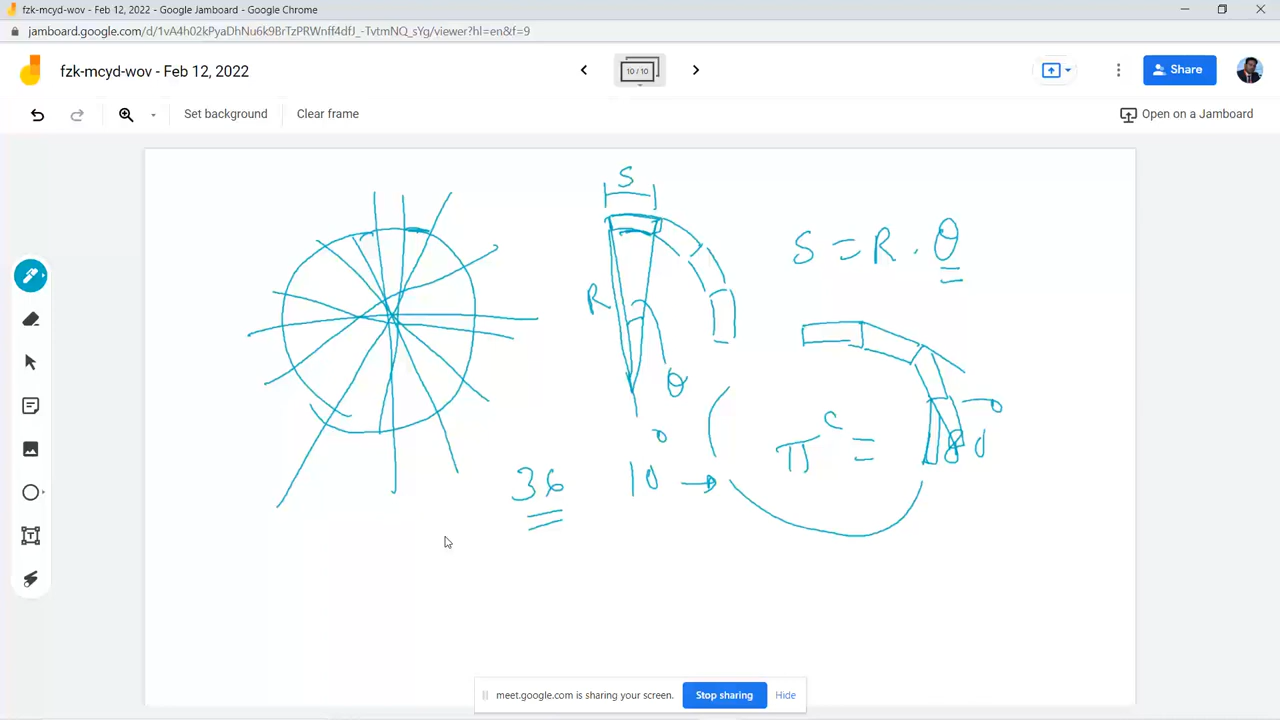 fzk-mcyd-wov - Feb 12, 2022 - Google Jamboard - Google Chrome
jamboard.google.com/d/1vA4h02kPyaDhNu6k9BrTzPRWnff4dfJ_-TvtmNQ_sYg/viewer?hl=en&f=9
fzk-mcyd-wov - Feb 12, 2022
10 / 10
Share
Set background
Clear frame
Open on a Jamboard
S
S = R . θ
R
θ
π^c = 180°
36 10° →
meet.google.com is sharing your screen.
Stop sharing
Hide